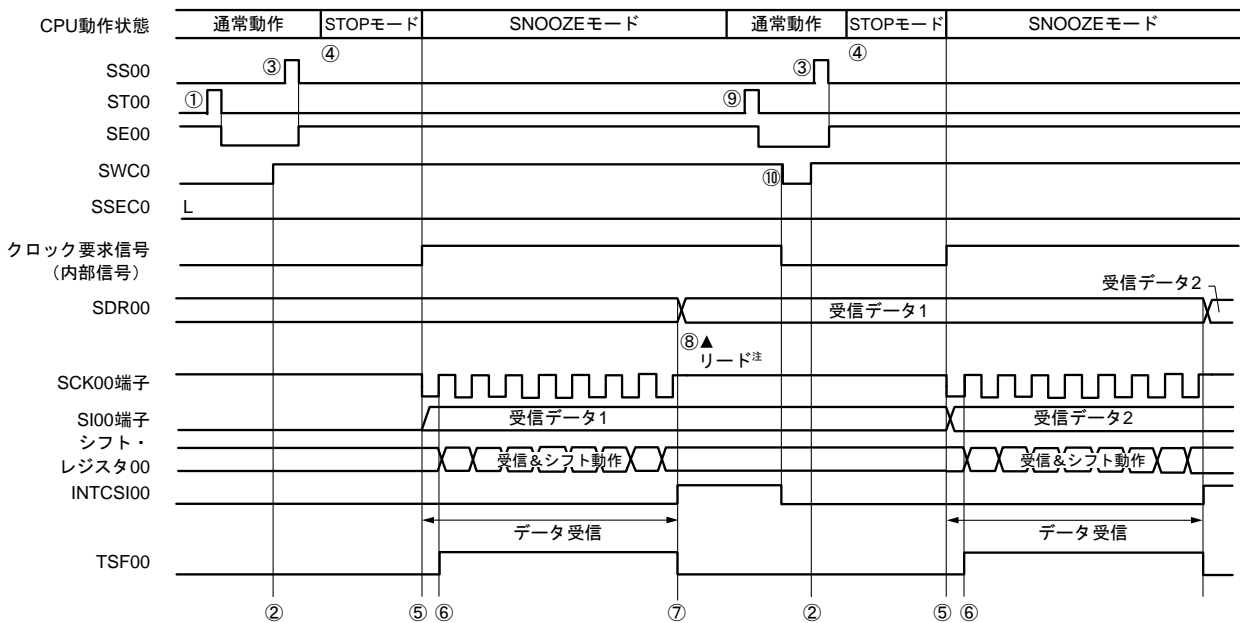 CPU動作状態 通常動作 STOPモード SNOOZEモード 通常動作 STOPモード SNOOZEモード
④ ④
SS00 ③ ③
ST00 ① ⑨
SE00
SWC0 ⑩
SSEC0 L
クロック要求信号
（内部信号）
受信データ2
SDR00 受信データ1
⑧▲
リード注
SCK00端子
SI00端子 受信データ1 受信データ2
シフト・
レジスタ00 受信&シフト動作 受信&シフト動作
INTCSI00
データ受信 データ受信
TSF00
② ⑤ ⑥ ⑦ ② ⑤ ⑥